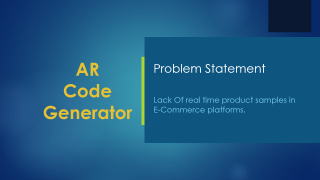 AR
Code
Generator
Problem Statement
Lack Of real time product samples in
E-Commerce platforms.